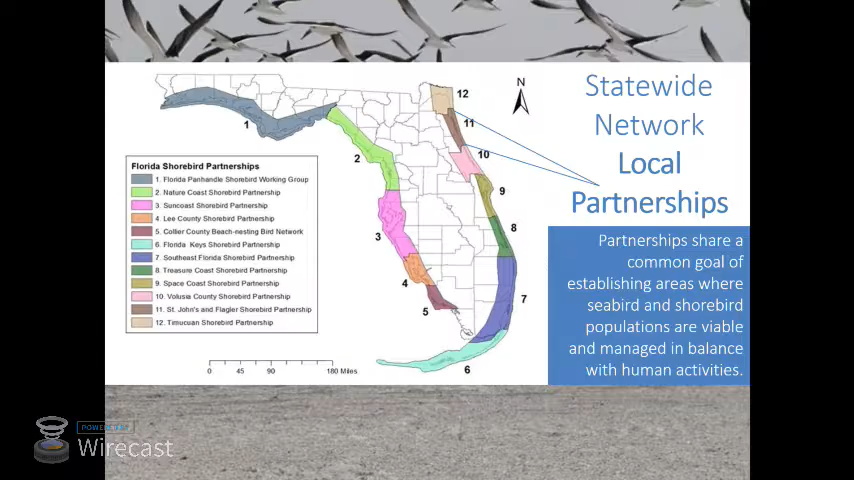 Statewide
Network
Local
Partnerships
Partnerships share a
common goal of
establishing areas where
seabird and shorebird
populations are viable
and managed in balance
with human activities.
N
12
11
10
9
8
7
6
5
4
3
2
1
Florida Shorebird Partnerships
1. Florida Panhandle Shorebird Working Group
2. Nature Coast Shorebird Partnership
3. Suncoast Shorebird Partnership
4. Lee County Shorebird Partnership
5. Collier County Beach-nesting Bird Network
6. Florida Keys Shorebird Partnership
7. Southeast Florida Shorebird Partnership
8. Treasure Coast Shorebird Partnership
9. Space Coast Shorebird Partnership
10. Volusia County Shorebird Partnership
11. St. John's and Flagler Shorebird Partnership
12. Timucuan Shorebird Partnership
0 45 90 180 Miles
POWERED BY
Wirecast